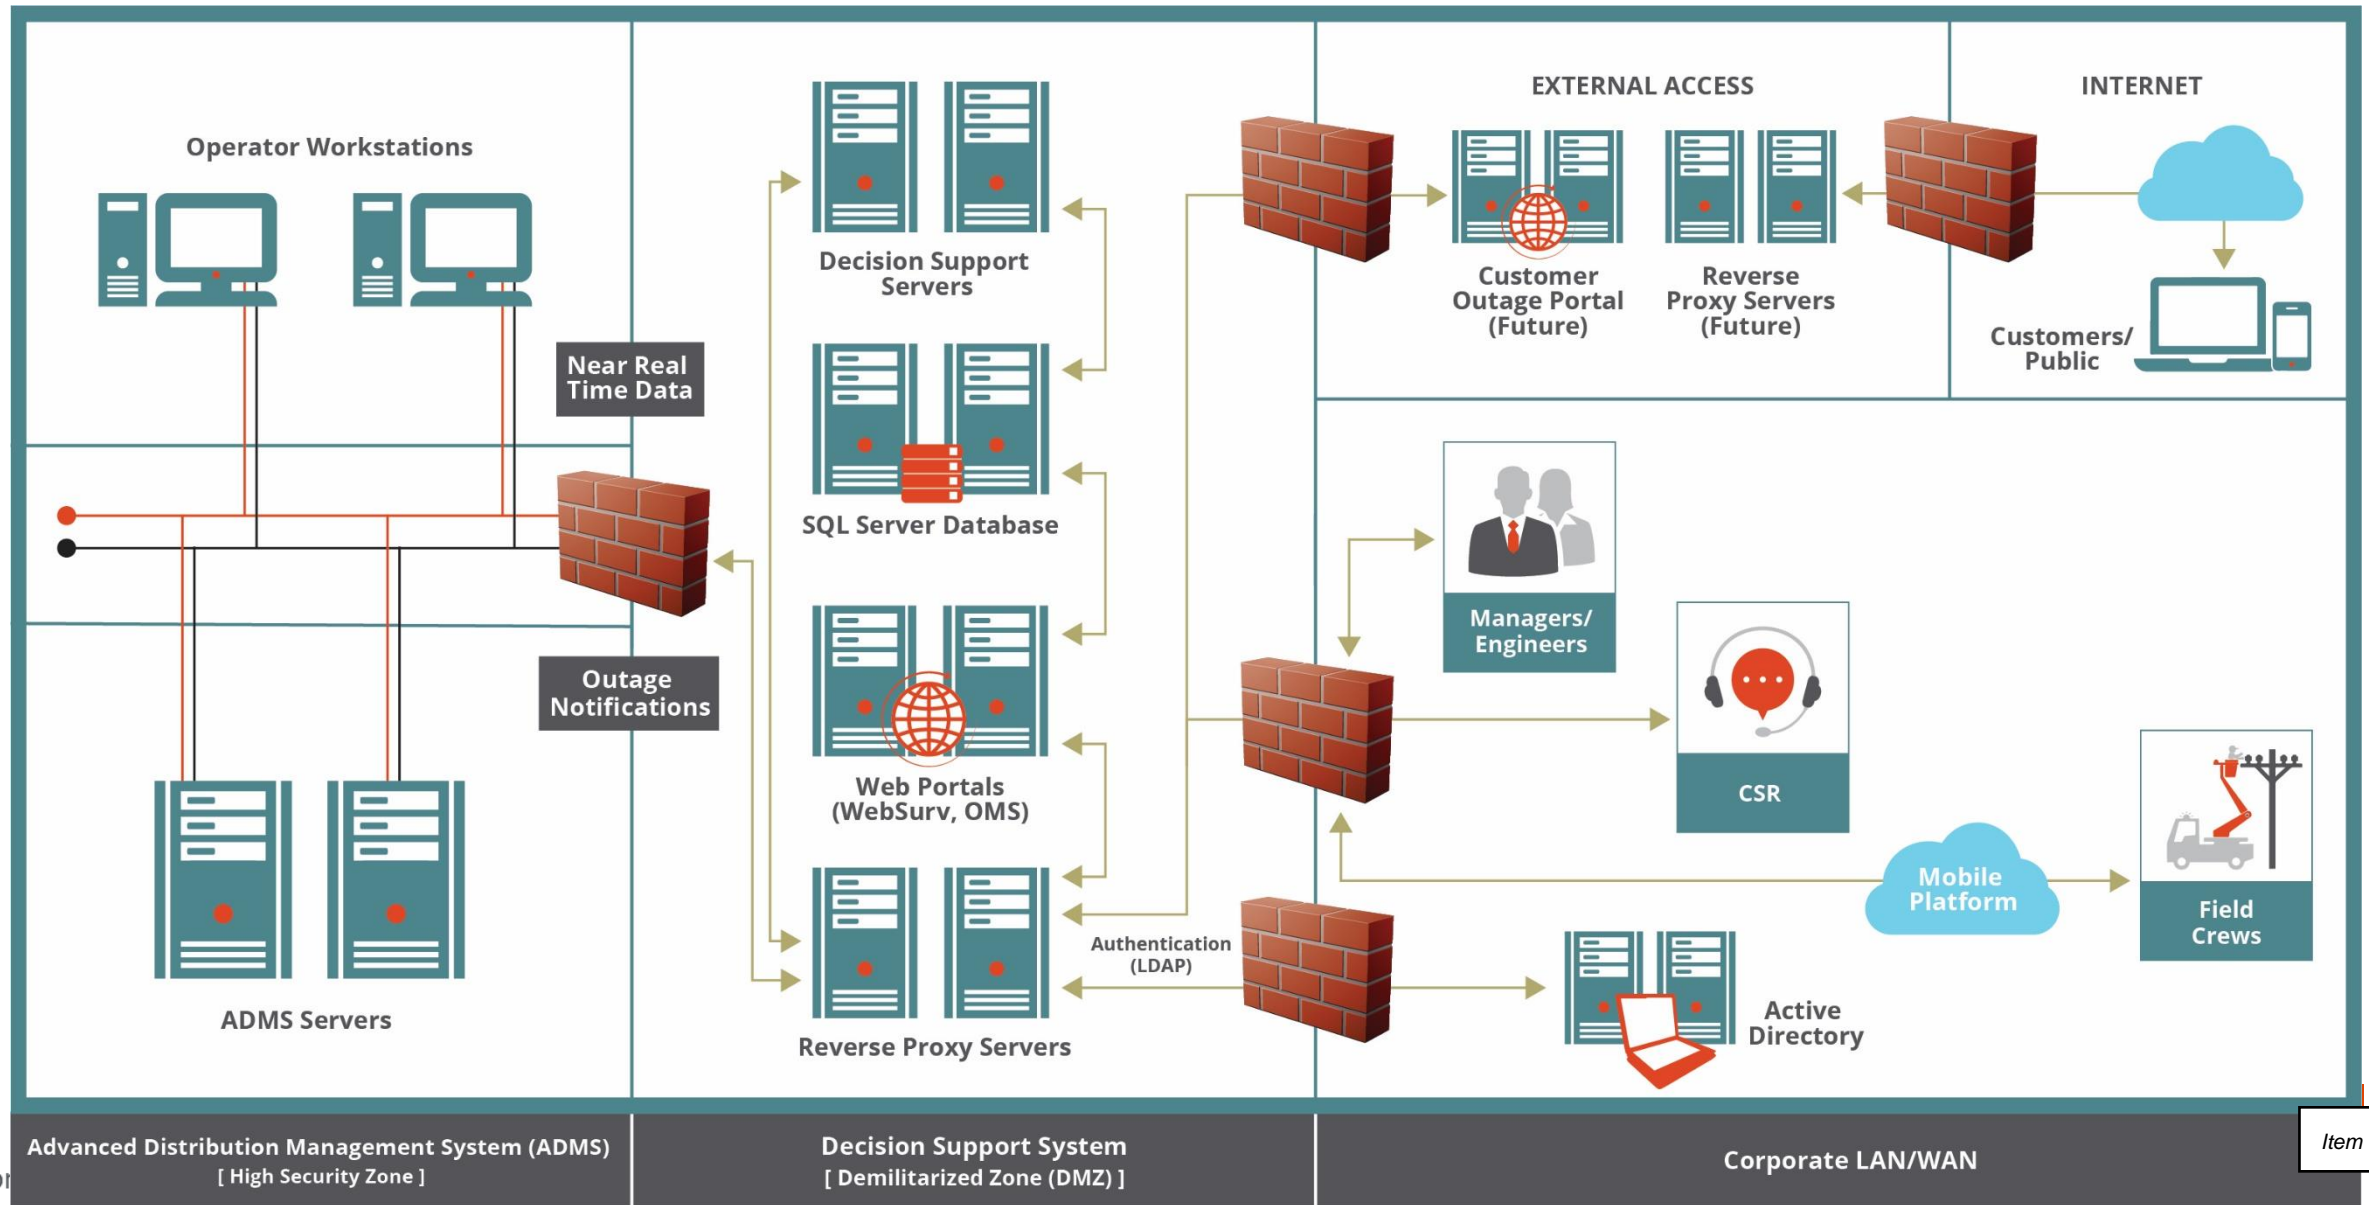 Operator Workstations
Near Real
Time Data
Outage
Notifications
ADMS Servers
Decision Support
Servers
SQL Server Database
Web Portals
(WebSurv, OMS)
Reverse Proxy Servers
Authentication
(LDAP)
EXTERNAL ACCESS
Customer
Outage Portal
(Future)
Reverse
Proxy Servers
(Future)
INTERNET
Customers/
Public
Managers/
Engineers
CSR
Mobile
Platform
Field
Crews
Active
Directory
Advanced Distribution Management System (ADMS)
[ High Security Zone ]
Decision Support System
[ Demilitarized Zone (DMZ) ]
Corporate LAN/WAN
Item